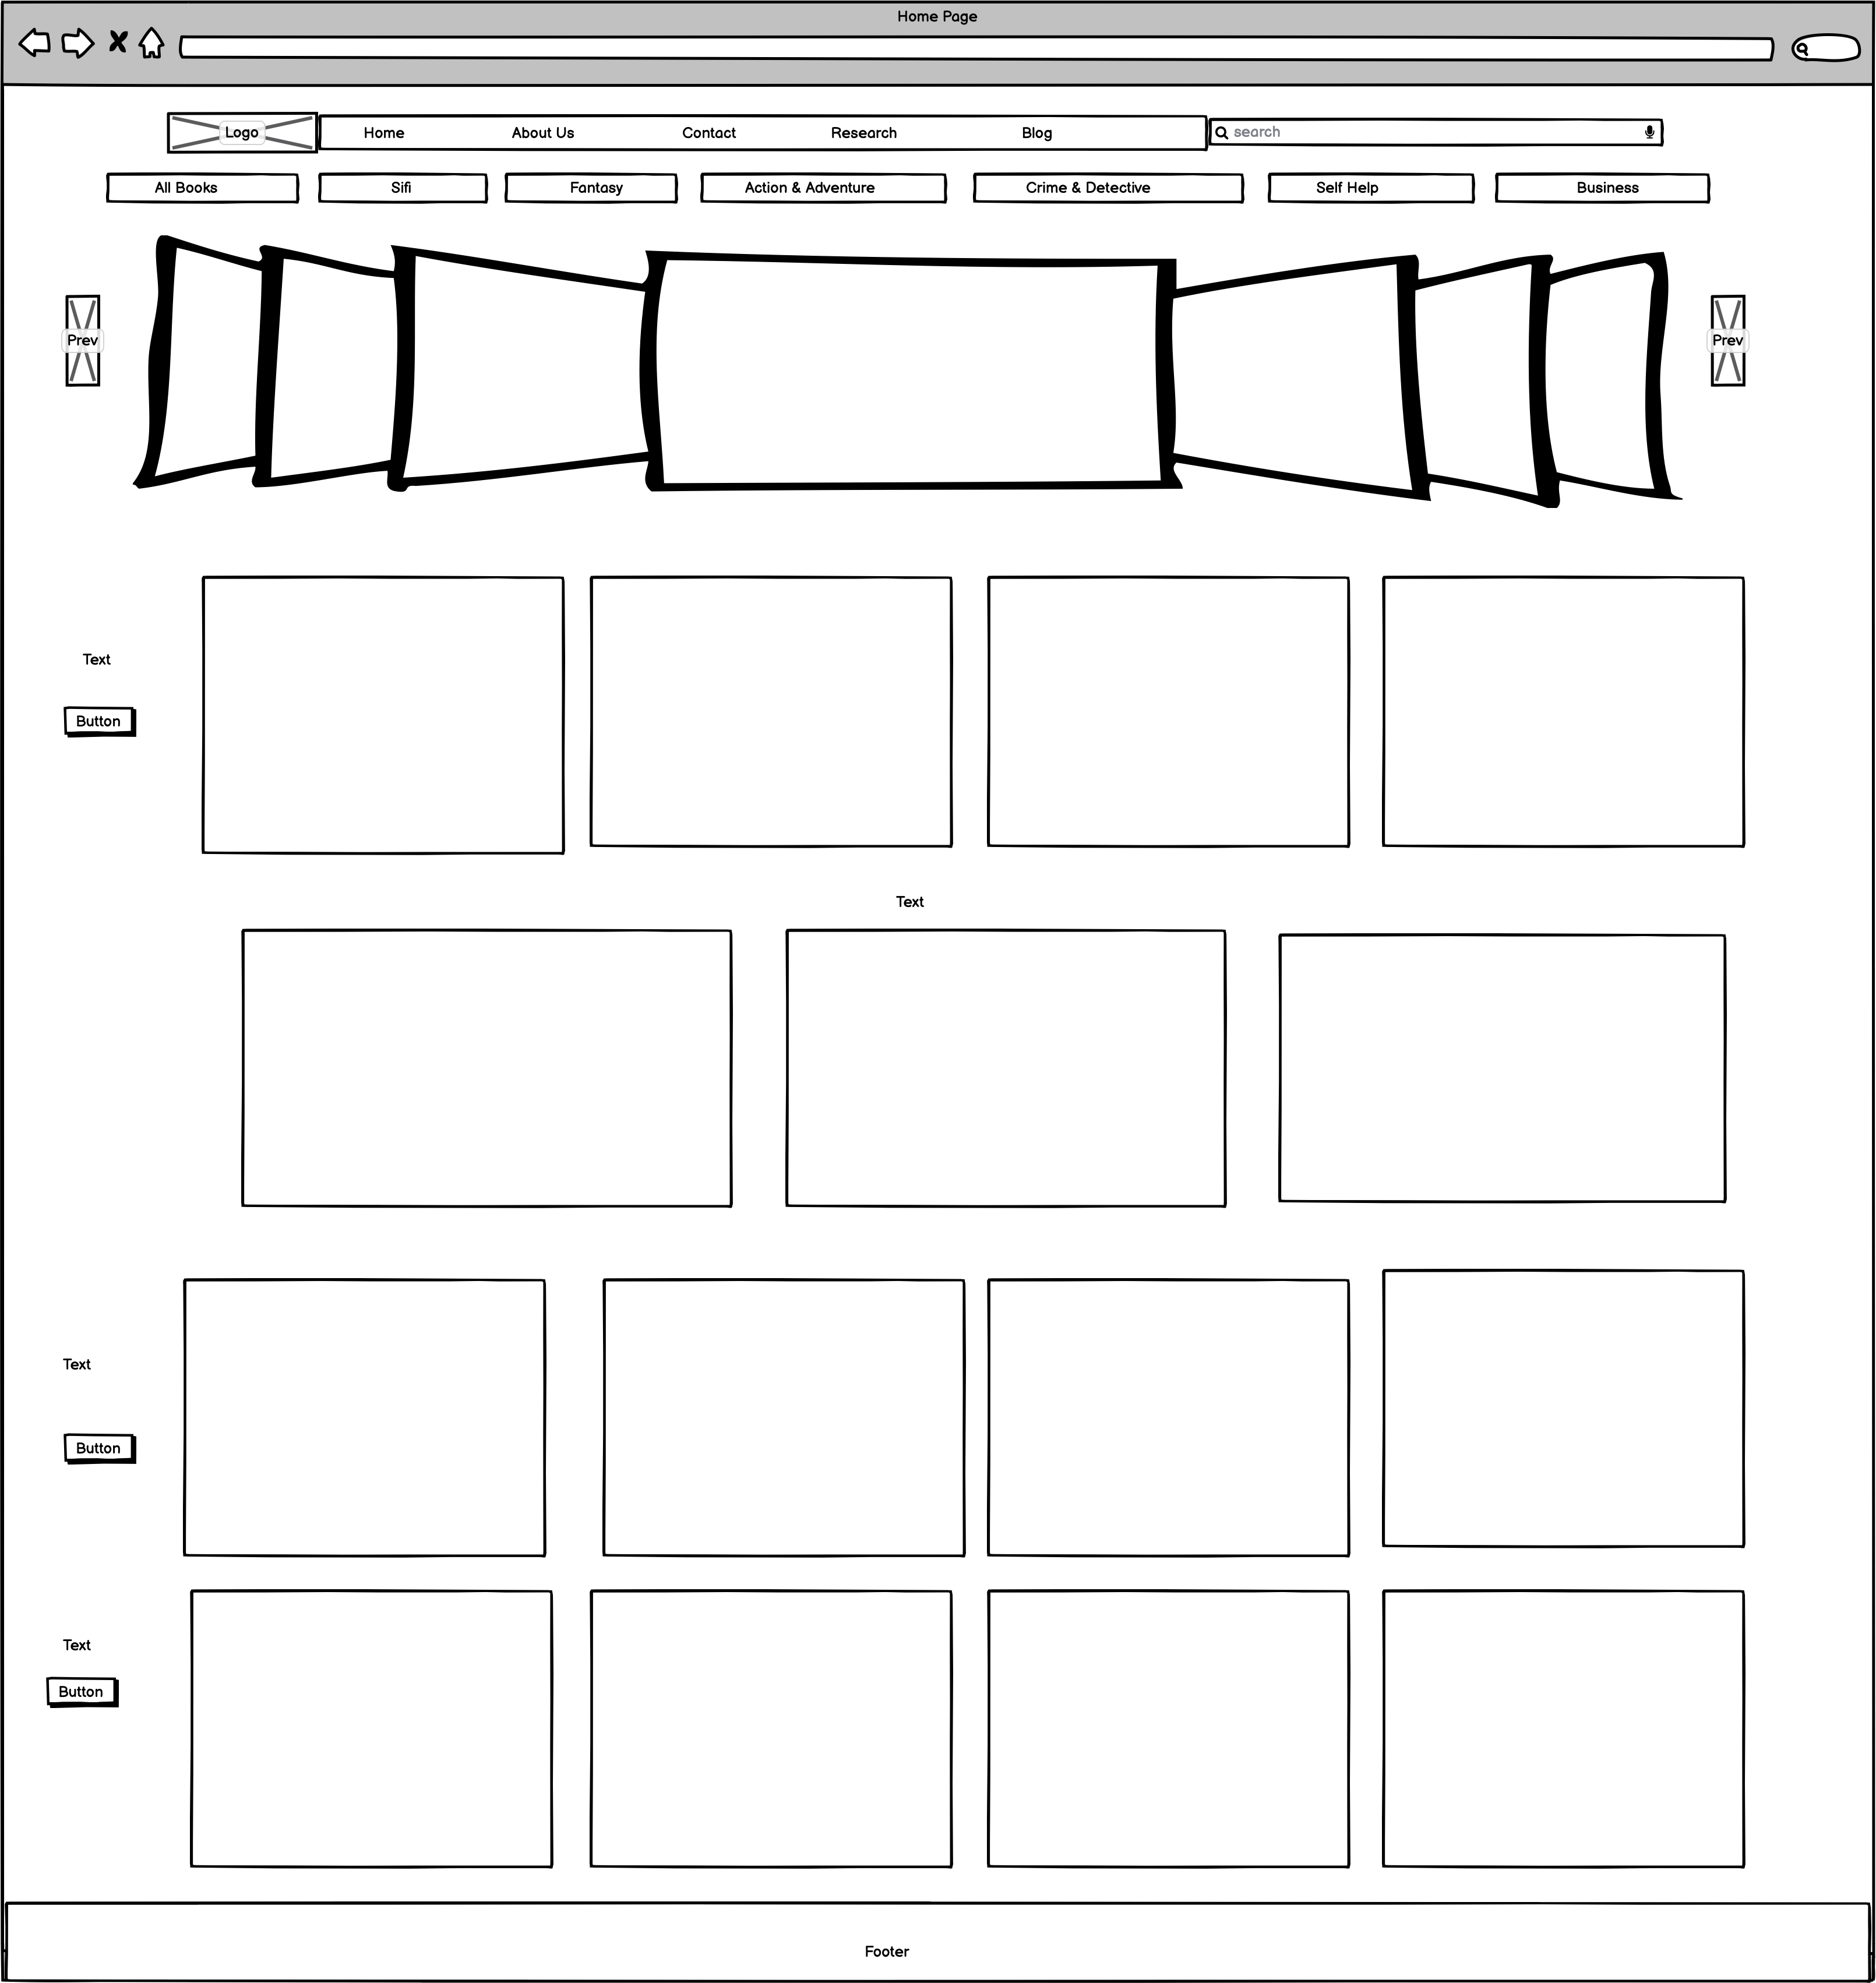 Home Page
Logo
Home About Us Contact Research Blog
search
All Books Sifi Fantasy Action & Adventure Crime & Detective Self Help Business
Prev
Prev
Text
Button
Text
Text
Button
Text
Button
Footer